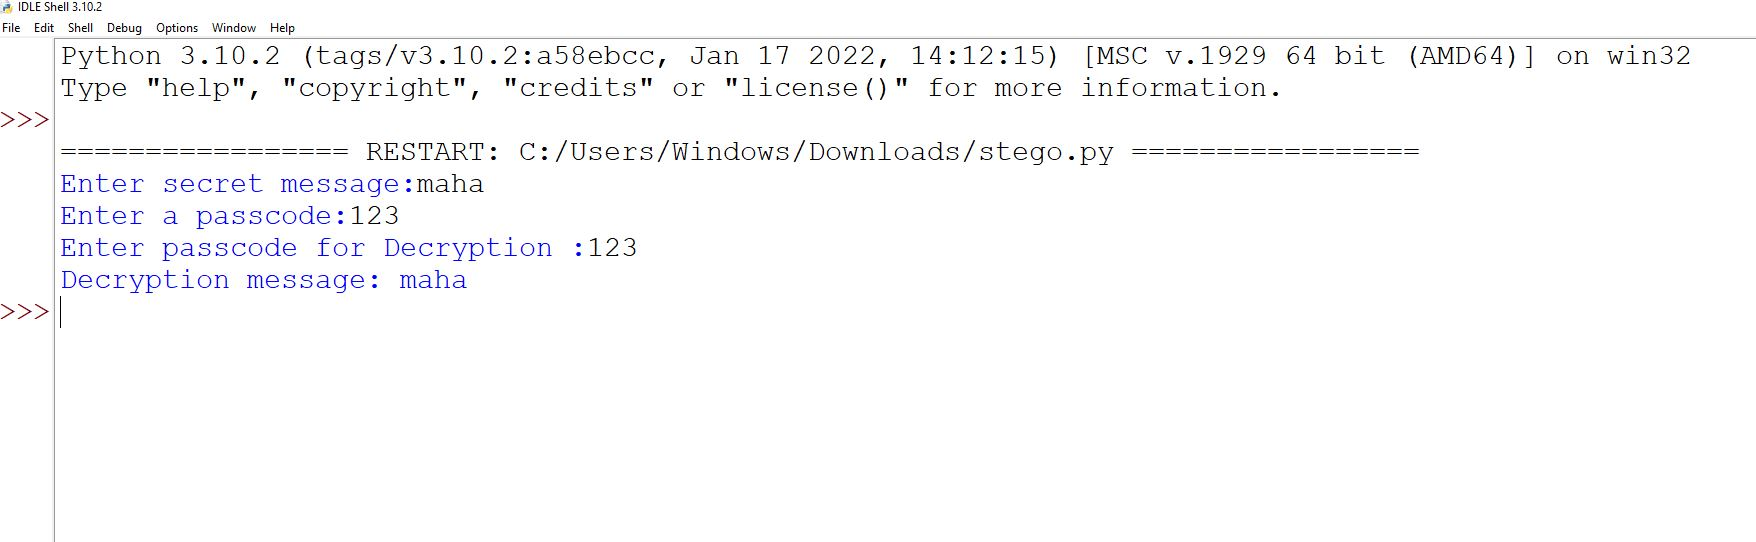 IDLE Shell 3.10.2
File Edit Shell Debug Options Window Help
Python 3.10.2 (tags/v3.10.2:a58ebcc, Jan 17 2022, 14:12:15) [MSC v.1929 64 bit (AMD64)] on win32
Type "help", "copyright", "credits" or "license()" for more information.
>>>
================= RESTART: C:/Users/Windows/Downloads/stego.py =================
Enter secret message:maha
Enter a passcode:123
Enter passcode for Decryption :123
Decryption message: maha
>>>